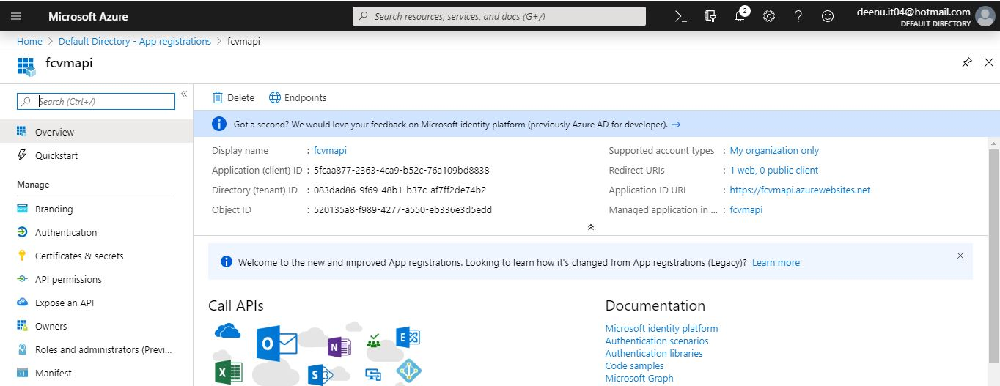 Microsoft Azure
Search resources, services, and docs (G+/)
2
deenu.it04@hotmail.com
DEFAULT DIRECTORY
Home > Default Directory - App registrations > fcvmapi
fcvmapi
Search (Ctrl+/)
Overview
Quickstart
Manage
Branding
Authentication
Certificates & secrets
API permissions
Expose an API
Owners
Roles and administrators (Previ...
Manifest
Delete
Endpoints
Got a second? We would love your feedback on Microsoft identity platform (previously Azure AD for developer). →
Display name : fcvmapi
Application (client) ID : 5fcaa877-2363-4ca9-b52c-76a109bd8838
Directory (tenant) ID : 083dad86-9f69-48b1-b37c-af7ff2de74b2
Object ID : 520135a8-f989-4277-a550-eb336e3d5edd
Supported account types : My organization only
Redirect URIs : 1 web, 0 public client
Application ID URI : https://fcvmapi.azurewebsites.net
Managed application in ... : fcvmapi
Welcome to the new and improved App registrations. Looking to learn how it's changed from App registrations (Legacy)? Learn more
Call APIs
Documentation
Microsoft identity platform
Authentication scenarios
Authentication libraries
Code samples
Microsoft Graph